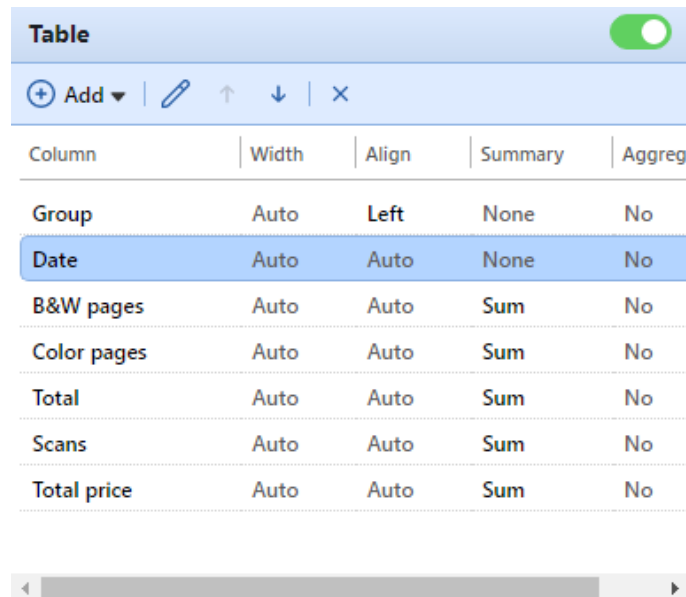 Table
Add
Column Width Align Summary Aggreg
Group Auto Left None No
Date Auto Auto None No
B&W pages Auto Auto Sum No
Color pages Auto Auto Sum No
Total Auto Auto Sum No
Scans Auto Auto Sum No
Total price Auto Auto Sum No